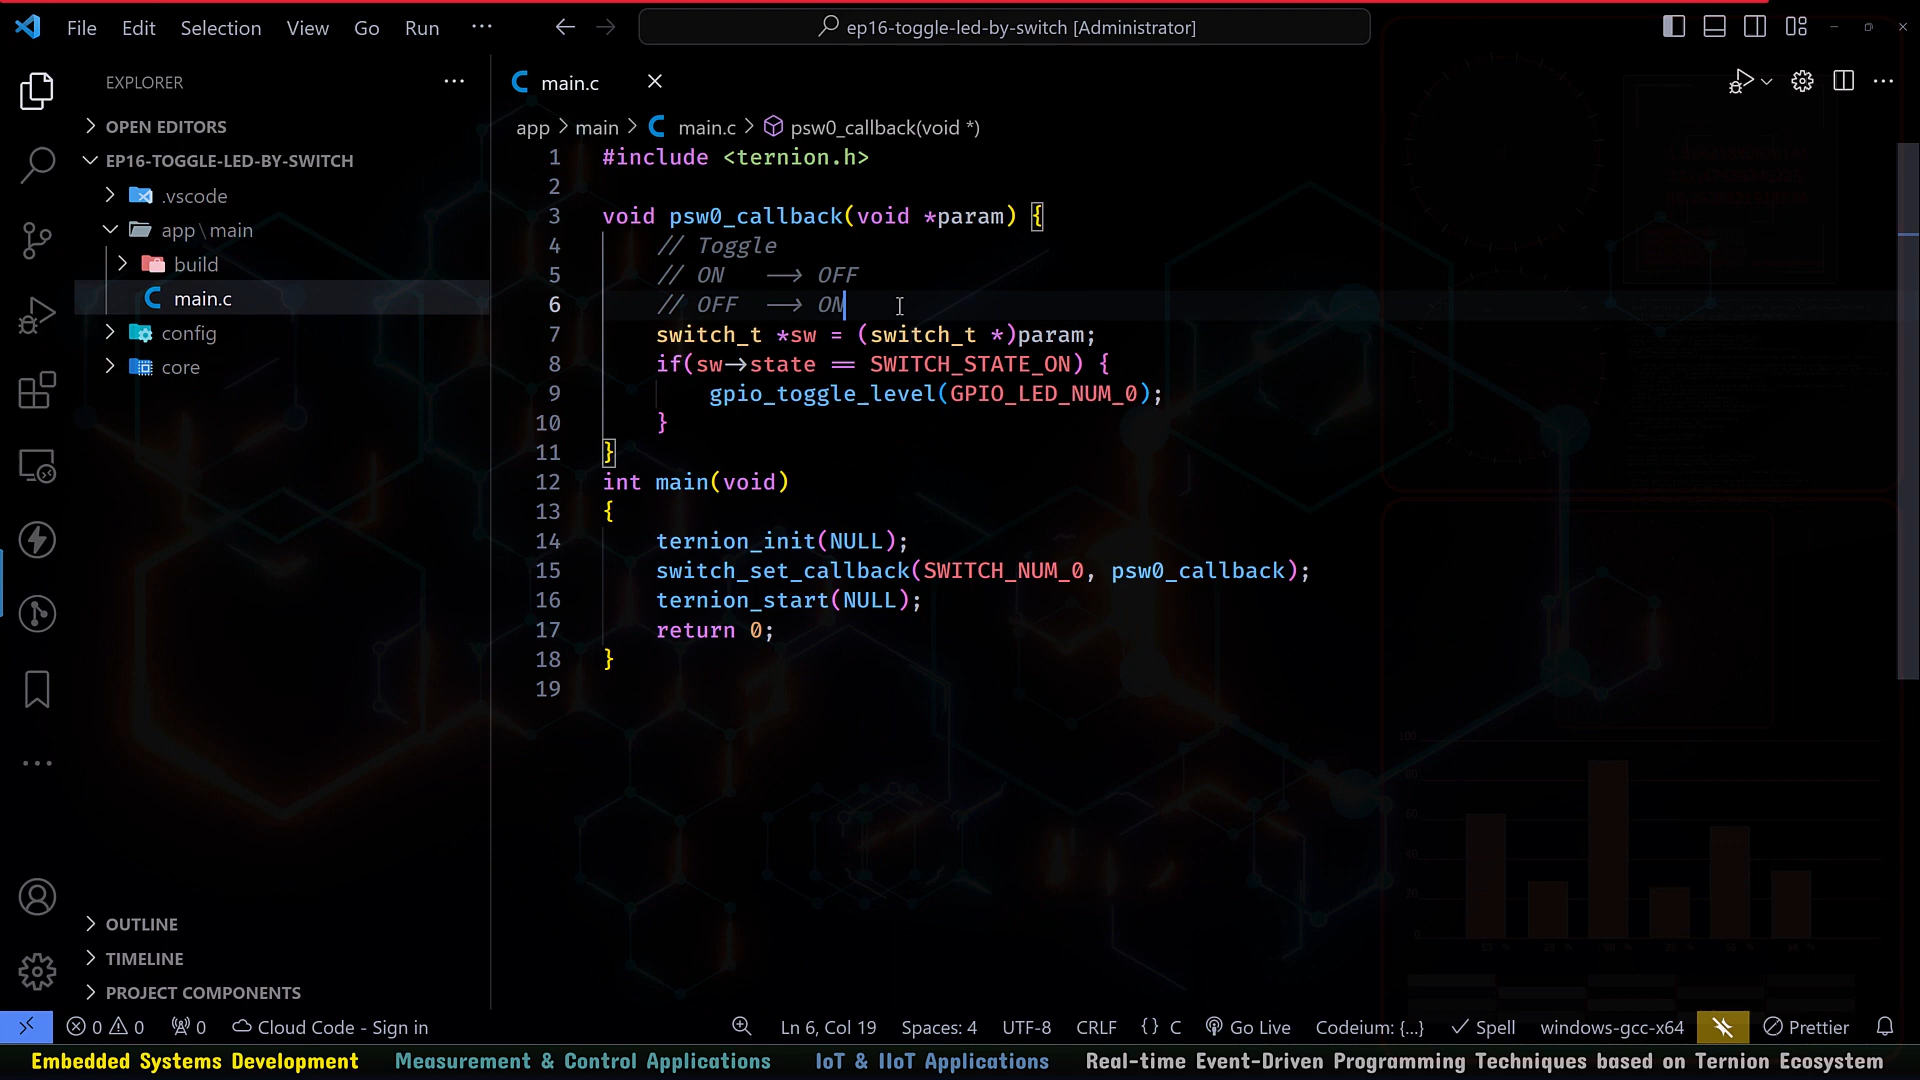 File Edit Selection View Go Run ···
ep16-toggle-led-by-switch [Administrator]
EXPLORER
OPEN EDITORS
EP16-TOGGLE-LED-BY-SWITCH
.vscode
app\main
build
main.c
config
core
OUTLINE
TIMELINE
PROJECT COMPONENTS
main.c
app > main > main.c > psw0_callback(void *)
1 #include <ternion.h>
2
3 void psw0_callback(void *param) {
4 // Toggle
5 // ON --> OFF
6 // OFF --> ON
7 switch_t *sw = (switch_t *)param;
8 if(sw->state == SWITCH_STATE_ON) {
9 gpio_toggle_level(GPIO_LED_NUM_0);
10 }
11 }
12 int main(void)
13 {
14 ternion_init(NULL);
15 switch_set_callback(SWITCH_NUM_0, psw0_callback);
16 ternion_start(NULL);
17 return 0;
18 }
19
0 0 0 Cloud Code - Sign in Ln 6, Col 19 Spaces: 4 UTF-8 CRLF {} C Go Live Codeium: {...} Spell windows-gcc-x64 Prettier
Embedded Systems Development Measurement & Control Applications IoT & IIoT Applications Real-time Event-Driven Programming Techniques based on Ternion Ecosystem